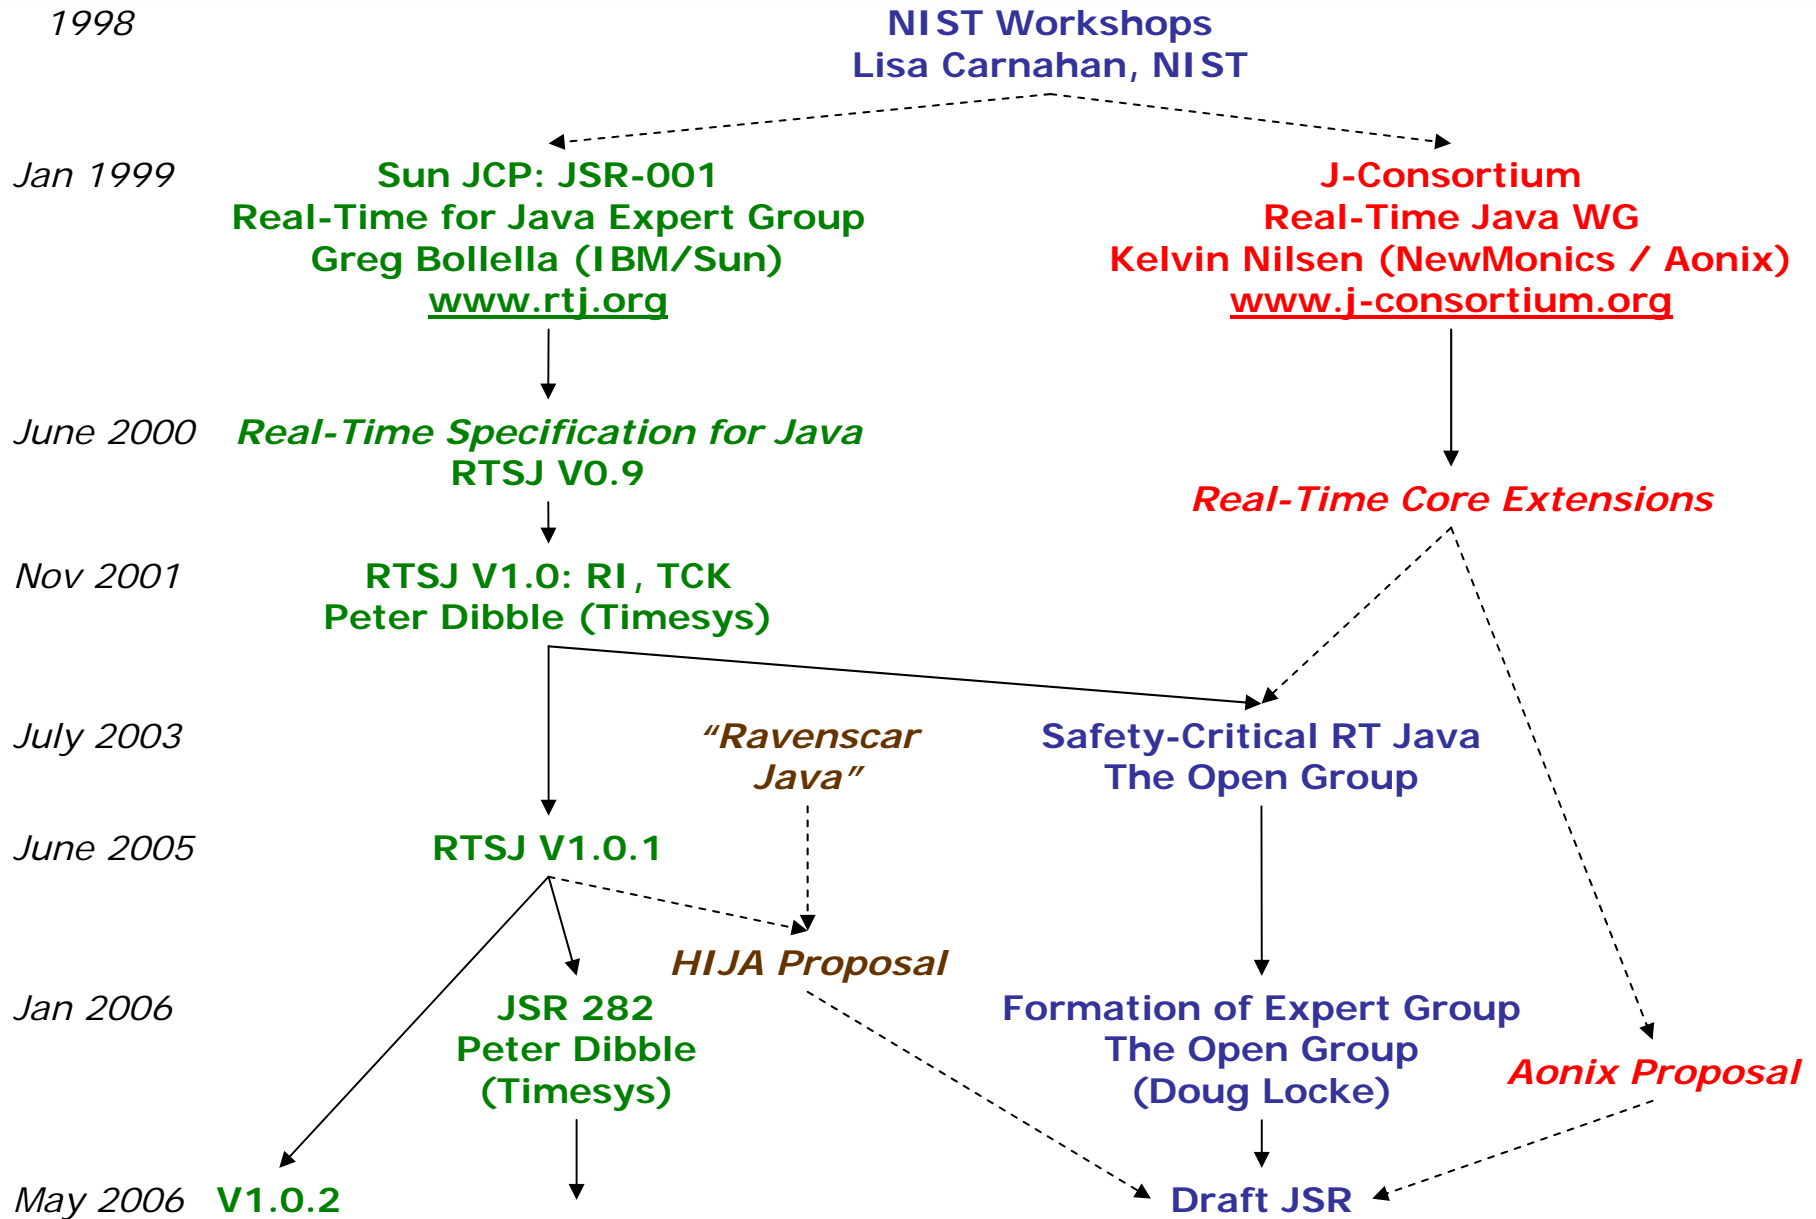 1998
NIST Workshops
Lisa Carnahan, NIST
Jan 1999
Sun JCP: JSR-001
Real-Time for Java Expert Group
Greg Bollella (IBM/Sun)
www.rtj.org
J-Consortium
Real-Time Java WG
Kelvin Nilsen (NewMonics / Aonix)
www.j-consortium.org
June 2000
Real-Time Specification for Java
RTSJ V0.9
Real-Time Core Extensions
Nov 2001
RTSJ V1.0: RI, TCK
Peter Dibble (Timesys)
July 2003
“Ravenscar
Java”
Safety-Critical RT Java
The Open Group
June 2005
RTSJ V1.0.1
HIJA Proposal
Jan 2006
JSR 282
Peter Dibble
(Timesys)
Formation of Expert Group
The Open Group
(Doug Locke)
Aonix Proposal
May 2006
V1.0.2
Draft JSR